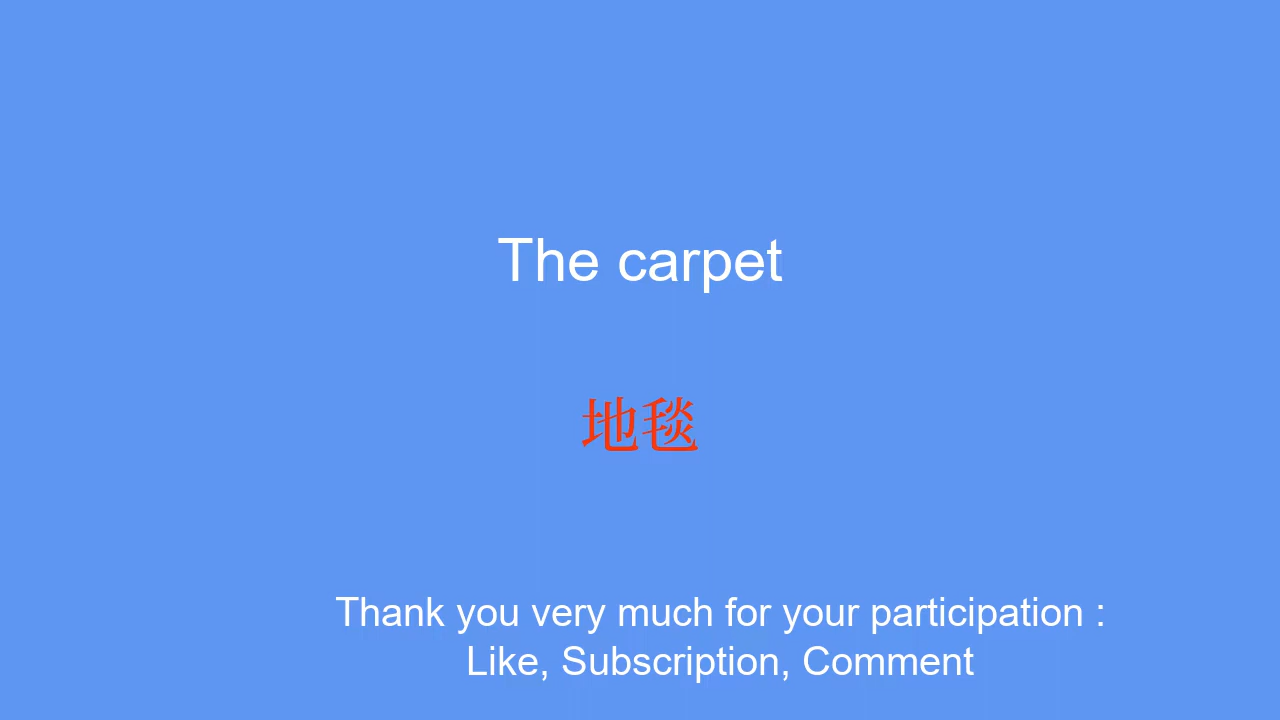 The carpet
地毯
Thank you very much for your participation :
Like, Subscription, Comment